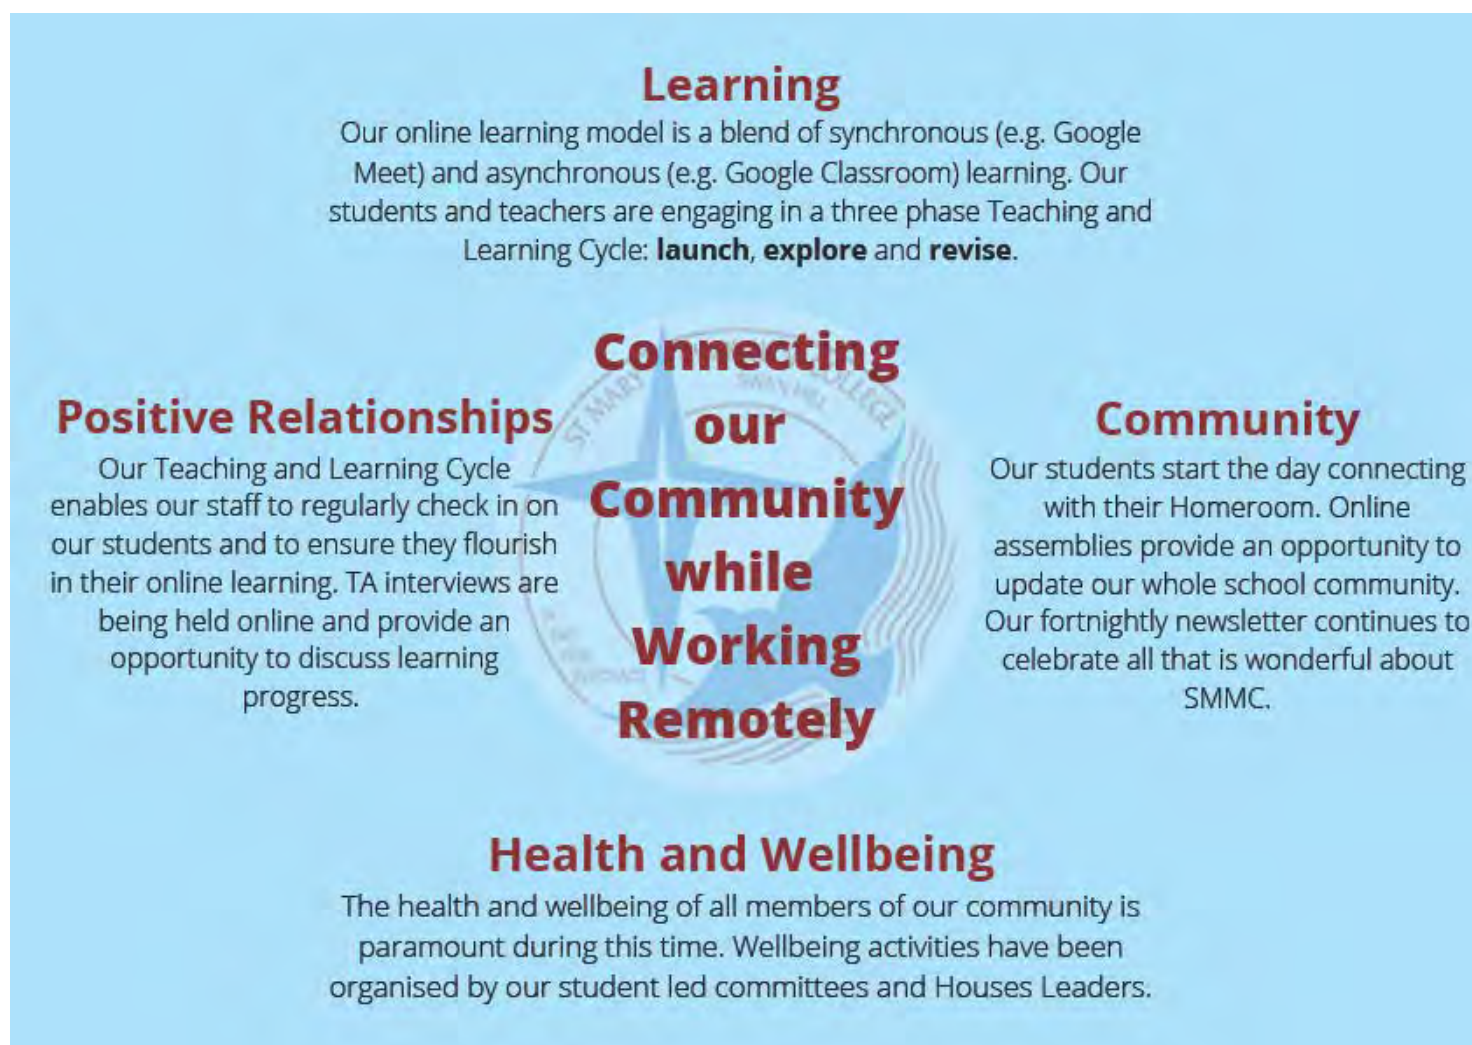 Learning
Our online learning model is a blend of synchronous (e.g. Google
Meet) and asynchronous (e.g. Google Classroom) learning. Our
students and teachers are engaging in a three phase Teaching and
Learning Cycle: launch, explore and revise.
Positive Relationships
Our Teaching and Learning Cycle
enables our staff to regularly check in on
our students and to ensure they flourish
in their online learning. TA interviews are
being held online and provide an
opportunity to discuss learning
progress.
Connecting
our
Community
while
Working
Remotely
ST MARY
COLLEGE
SWAN HILL
Community
Our students start the day connecting
with their Homeroom. Online
assemblies provide an opportunity to
update our whole school community.
Our fortnightly newsletter continues to
celebrate all that is wonderful about
SMMC.
Health and Wellbeing
The health and wellbeing of all members of our community is
paramount during this time. Wellbeing activities have been
organised by our student led committees and Houses Leaders.